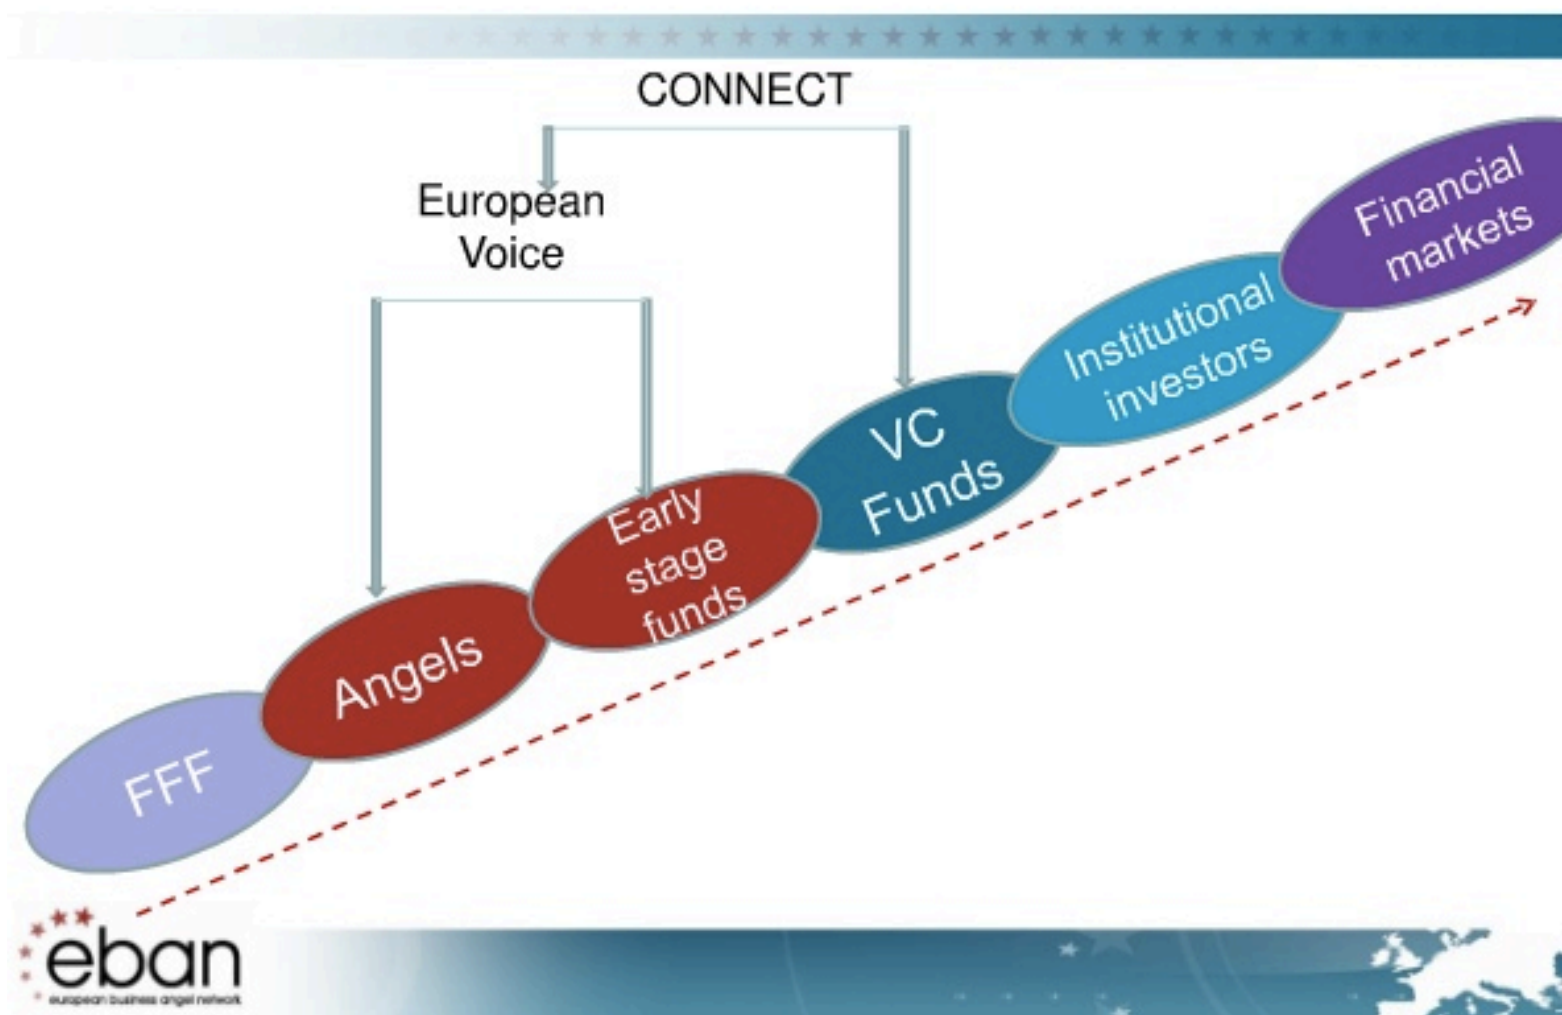 CONNECT
European
Voice
Financial
markets
Institutional
investors
VC
Funds
Early
stage
funds
Angels
FFF
eban
european business angel network